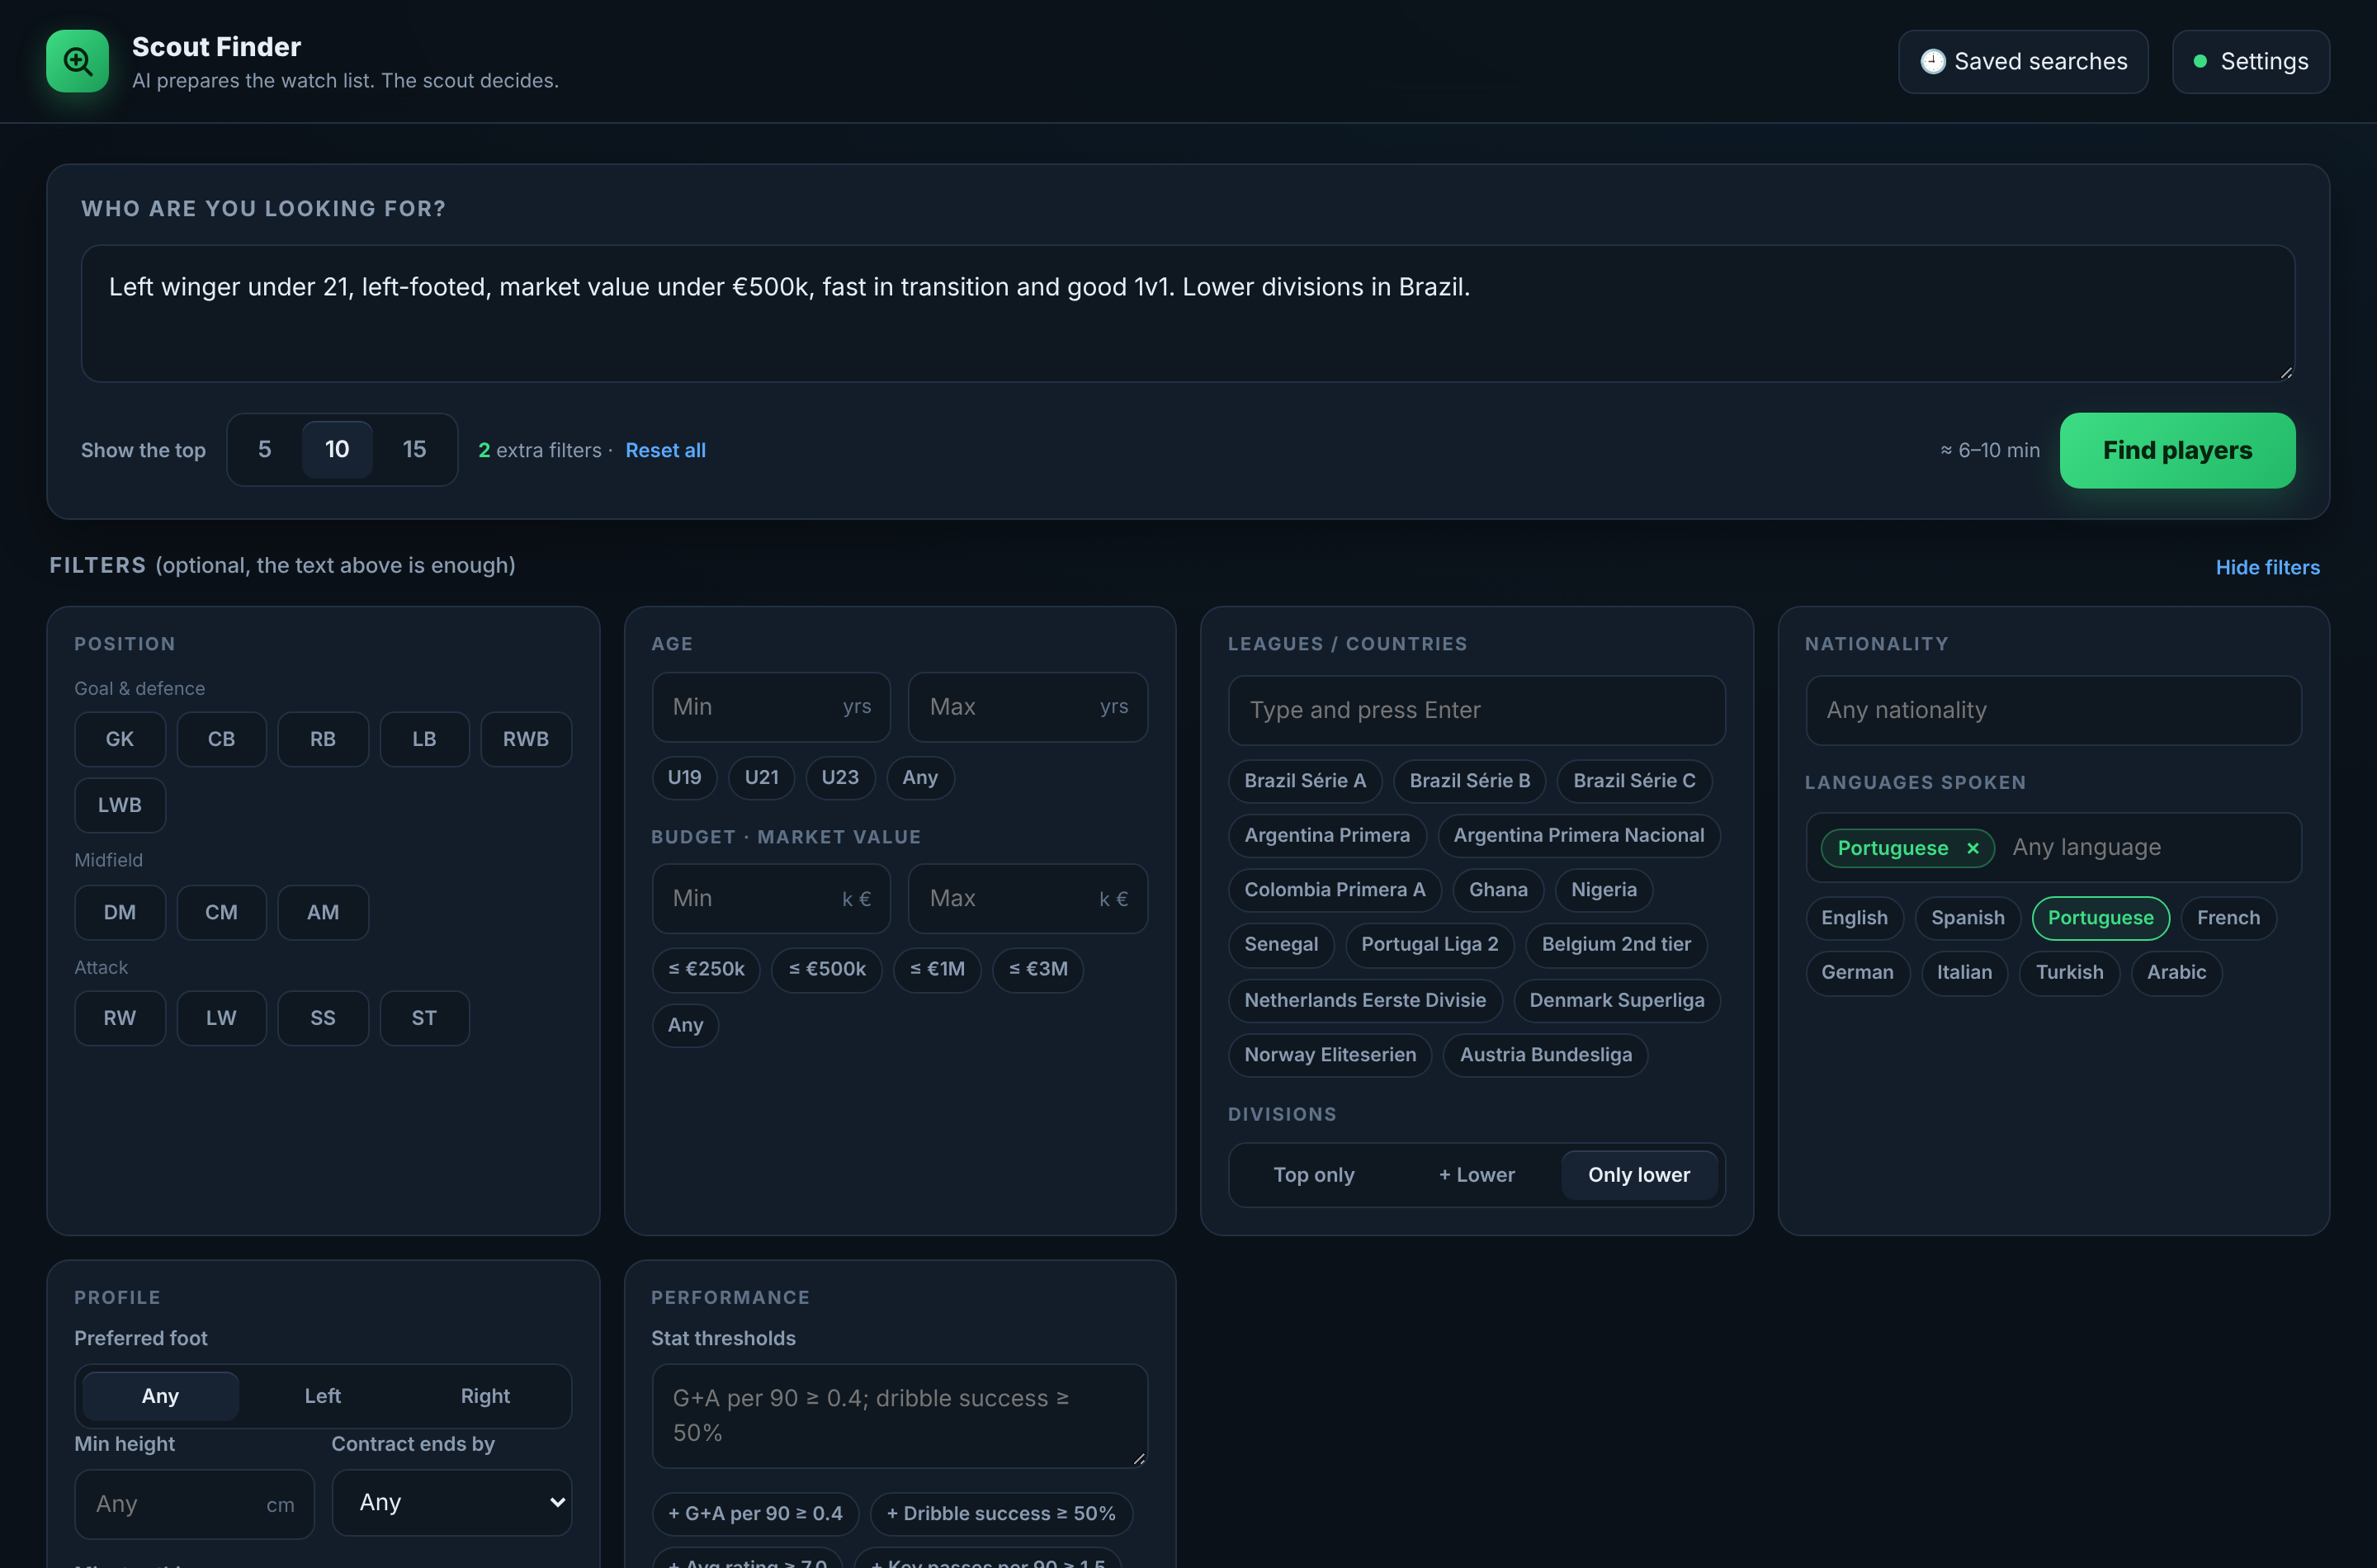 Scout Finder
AI prepares the watch list. The scout decides.
Saved searches
Settings
WHO ARE YOU LOOKING FOR?
Left winger under 21, left-footed, market value under €500k, fast in transition and good 1v1. Lower divisions in Brazil.
Show the top 5 10 15 2 extra filters · Reset all
≈ 6–10 min Find players
FILTERS (optional, the text above is enough)
Hide filters
POSITION
Goal & defence
GK CB RB LB RWB
LWB
Midfield
DM CM AM
Attack
RW LW SS ST
AGE
Min yrs Max yrs
U19 U21 U23 Any
BUDGET · MARKET VALUE
Min k € Max k €
≤ €250k ≤ €500k ≤ €1M ≤ €3M
Any
LEAGUES / COUNTRIES
Type and press Enter
Brazil Série A Brazil Série B Brazil Série C
Argentina Primera Argentina Primera Nacional
Colombia Primera A Ghana Nigeria
Senegal Portugal Liga 2 Belgium 2nd tier
Netherlands Eerste Divisie Denmark Superliga
Norway Eliteserien Austria Bundesliga
DIVISIONS
Top only + Lower Only lower
NATIONALITY
Any nationality
LANGUAGES SPOKEN
Portuguese × Any language
English Spanish Portuguese French
German Italian Turkish Arabic
PROFILE
Preferred foot
Any Left Right
Min height Contract ends by
Any cm Any
PERFORMANCE
Stat thresholds
G+A per 90 ≥ 0.4; dribble success ≥
50%
+ G+A per 90 ≥ 0.4 + Dribble success ≥ 50%
+ Avg rating ≥ 7.0 + Key passes per 90 ≥ 1.5